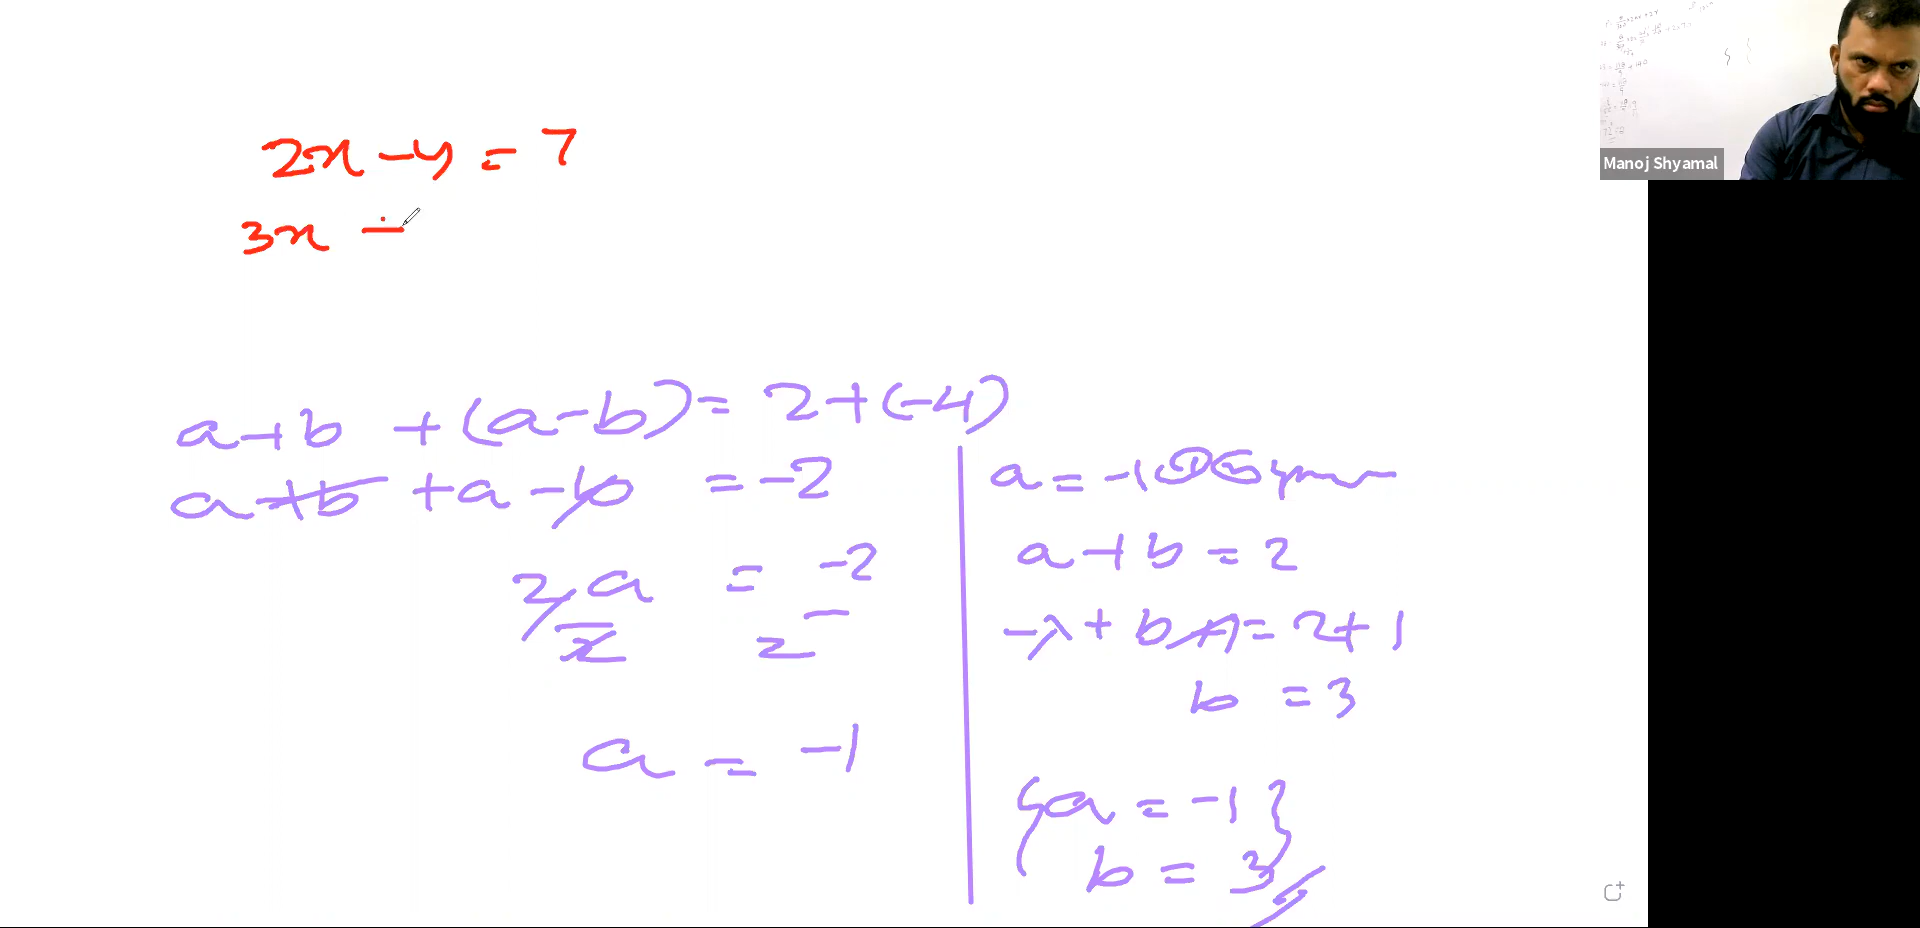 2x - y = 7
3x -
Manoj Shyamal
a+b + (a-b) = 2+(-4)
a+b + a - b = -2
2a = -2
2 2
a = -1
a = -1
a+b = 2
-1 + b +1 = 2+1
b = 3
{a = -1}
b = 3